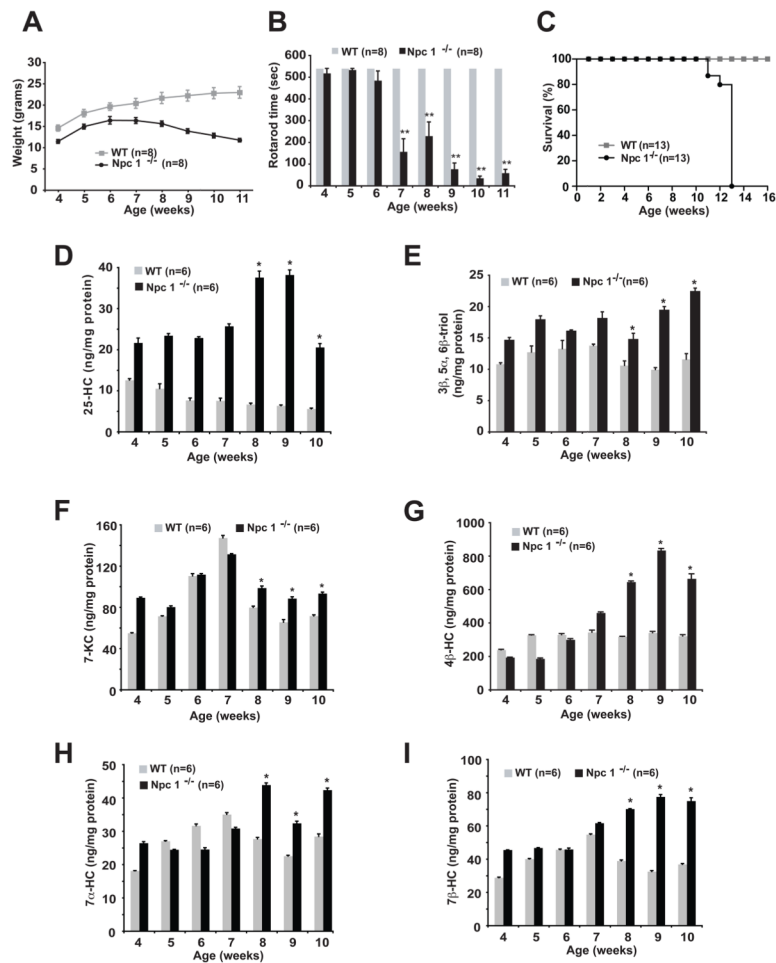 A
Weight (grams)
30
25
20
15
10
5
0
WT (n=8)
Npc 1 -/- (n=8)
4 5 6 7 8 9 10 11
Age (weeks)
B
WT (n=8) Npc 1 -/- (n=8)
Rotarod time (sec)
600
500
400
300
200
100
0
** ** ** ** **
4 5 6 7 8 9 10 11
Age (weeks)
C
Survival (%)
100
80
60
40
20
0
WT (n=13)
Npc 1-/-(n=13)
0 2 4 6 8 10 12 14 16
Age (weeks)
D
WT (n=6)
Npc 1 -/- (n=6)
25-HC (ng/mg protein)
40
30
20
10
0
* * *
4 5 6 7 8 9 10
Age (weeks)
E
WT (n=6) Npc 1-/-(n=6)
3β, 5α, 6β-triol
(ng/mg protein)
25
20
15
10
5
0
* * *
4 5 6 7 8 9 10
Age (weeks)
F
WT (n=6) Npc 1 -/- (n=6)
7-KC (ng/mg protein)
160
120
80
40
0
* * *
4 5 6 7 8 9 10
Age (weeks)
G
WT (n=6)
Npc 1 -/- (n=6)
4β-HC (ng/mg protein)
1000
800
600
400
200
0
* * *
4 5 6 7 8 9 10
Age (weeks)
H
WT (n=6)
Npc 1 -/- (n=6)
7α-HC (ng/mg protein)
50
40
30
20
10
0
* * *
4 5 6 7 8 9 10
Age (weeks)
I
WT (n=6) Npc 1 -/- (n=6)
7β-HC (ng/mg protein)
100
80
60
40
20
0
* * *
4 5 6 7 8 9 10
Age (weeks)